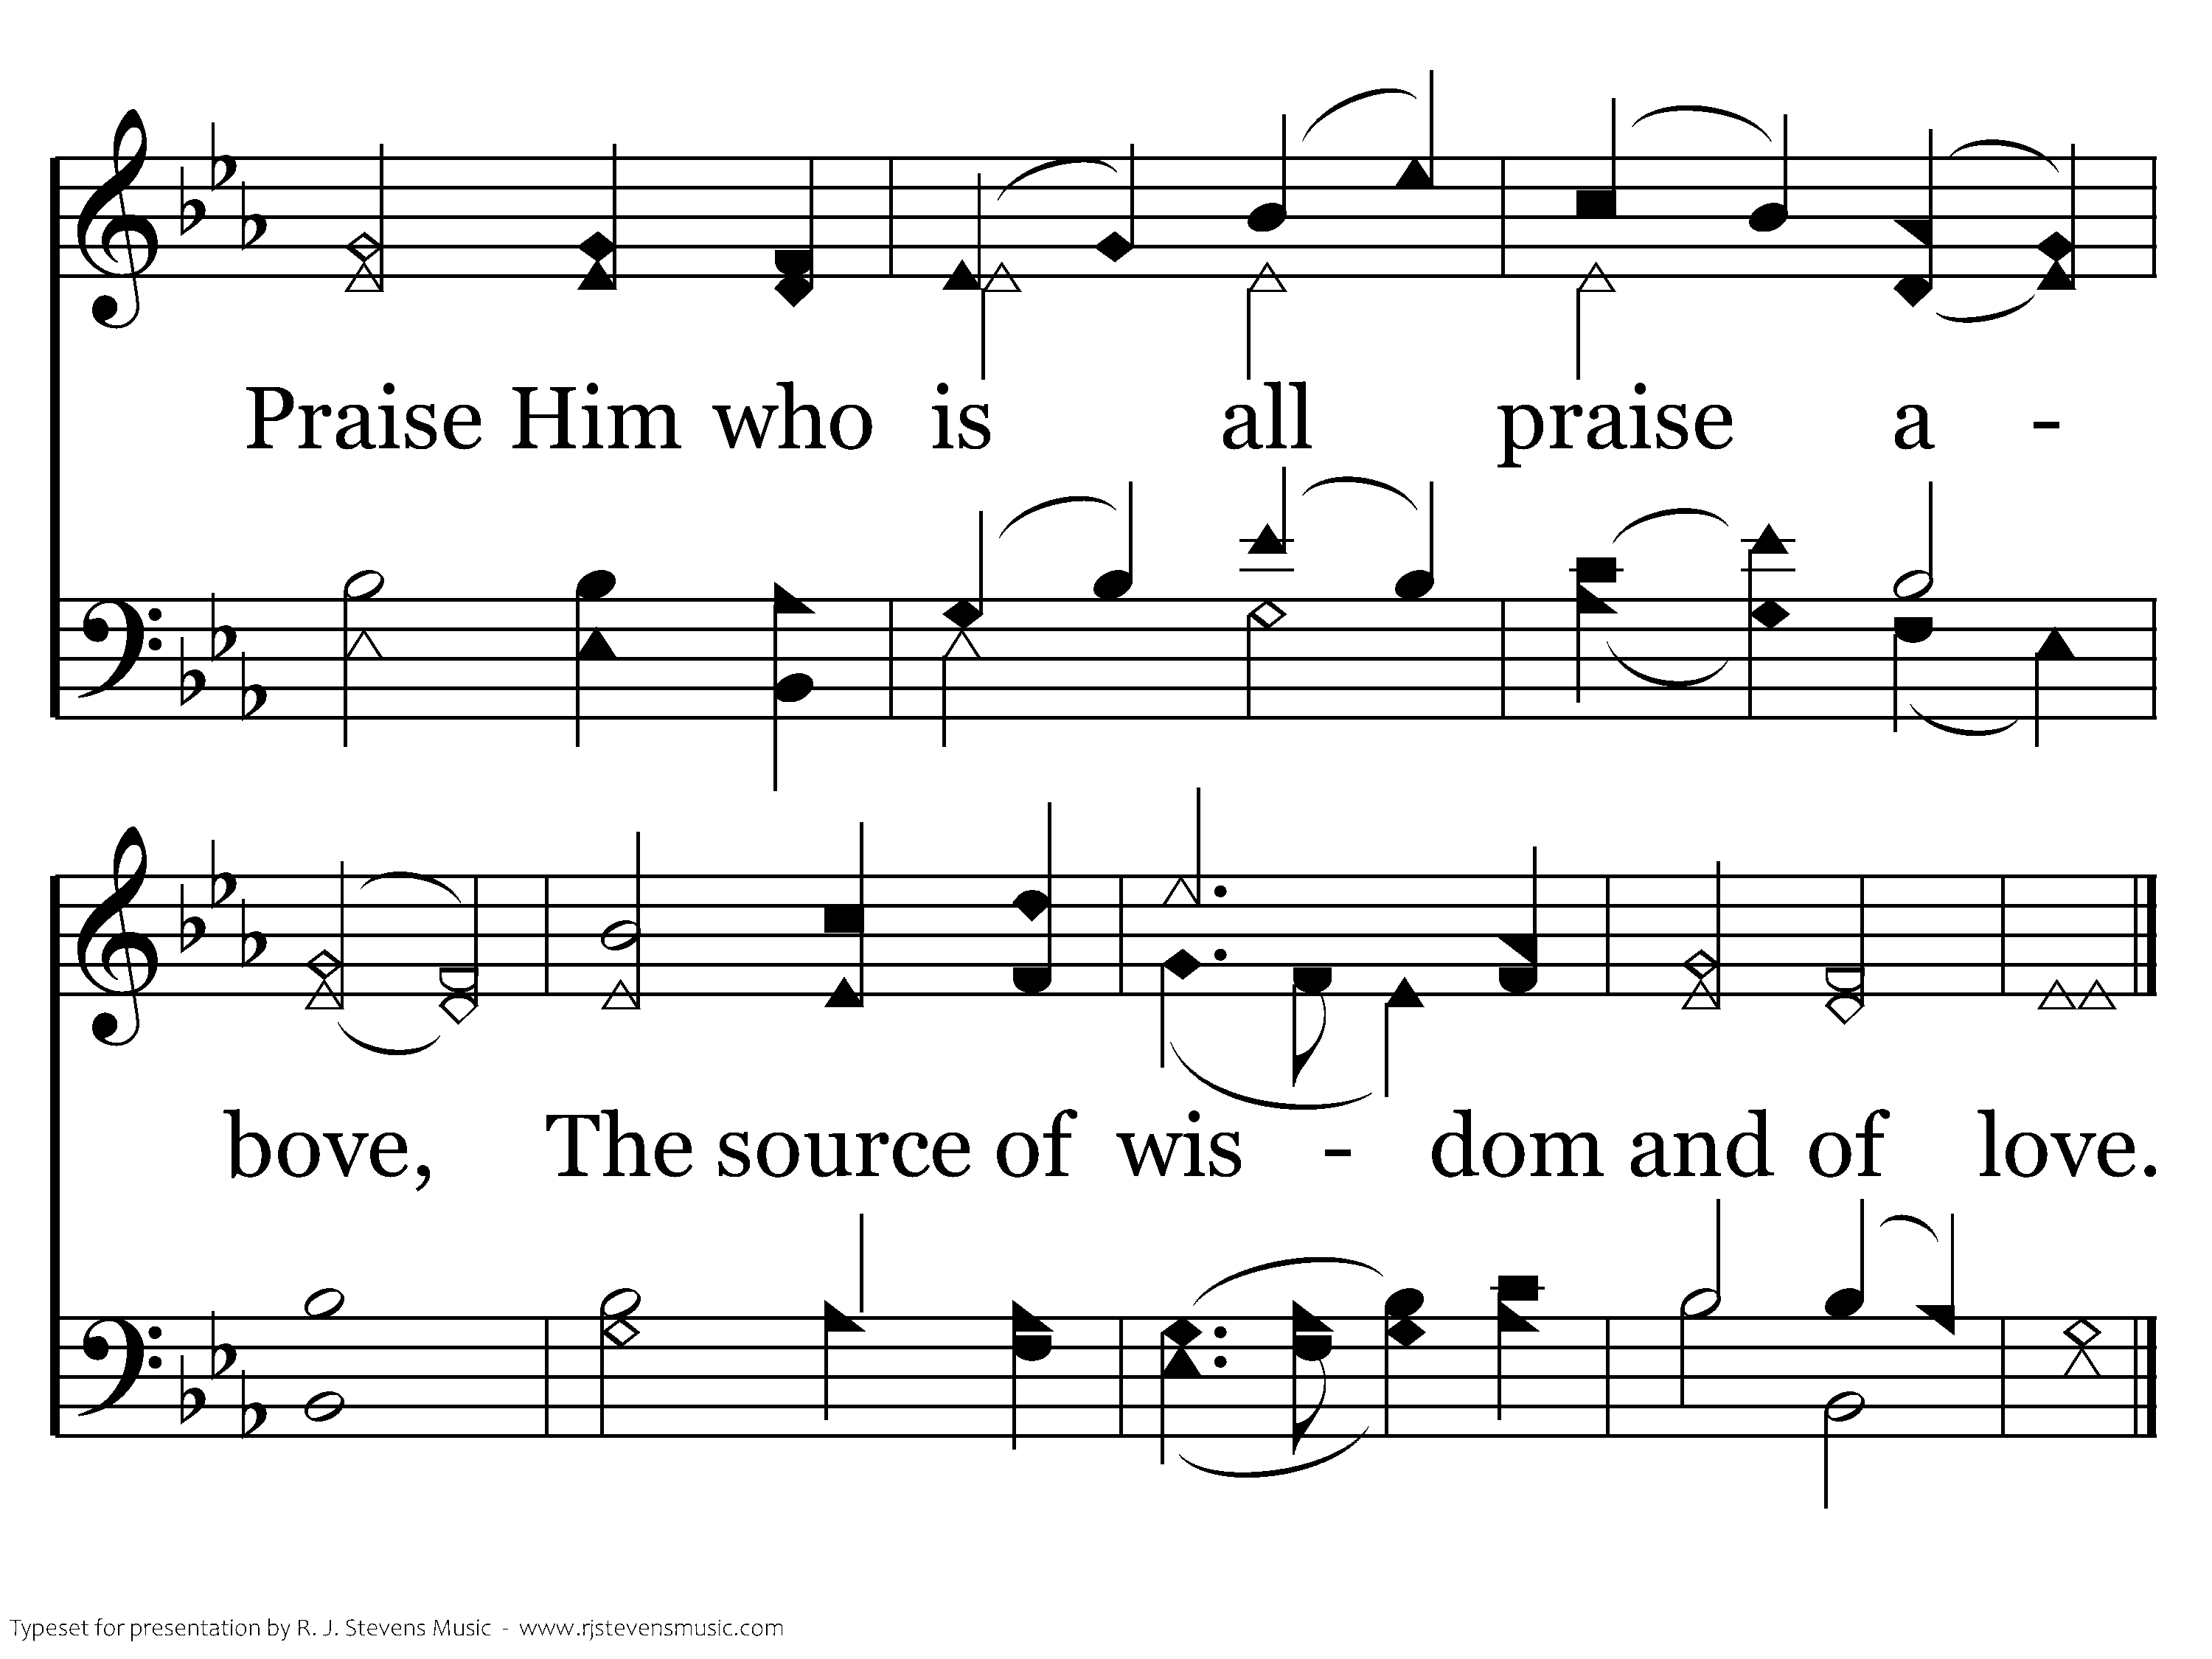 Praise Him who is all praise a -
bove, The source of wis - dom and of love.
Typeset for presentation by R. J. Stevens Music - www.rjstevensmusic.com